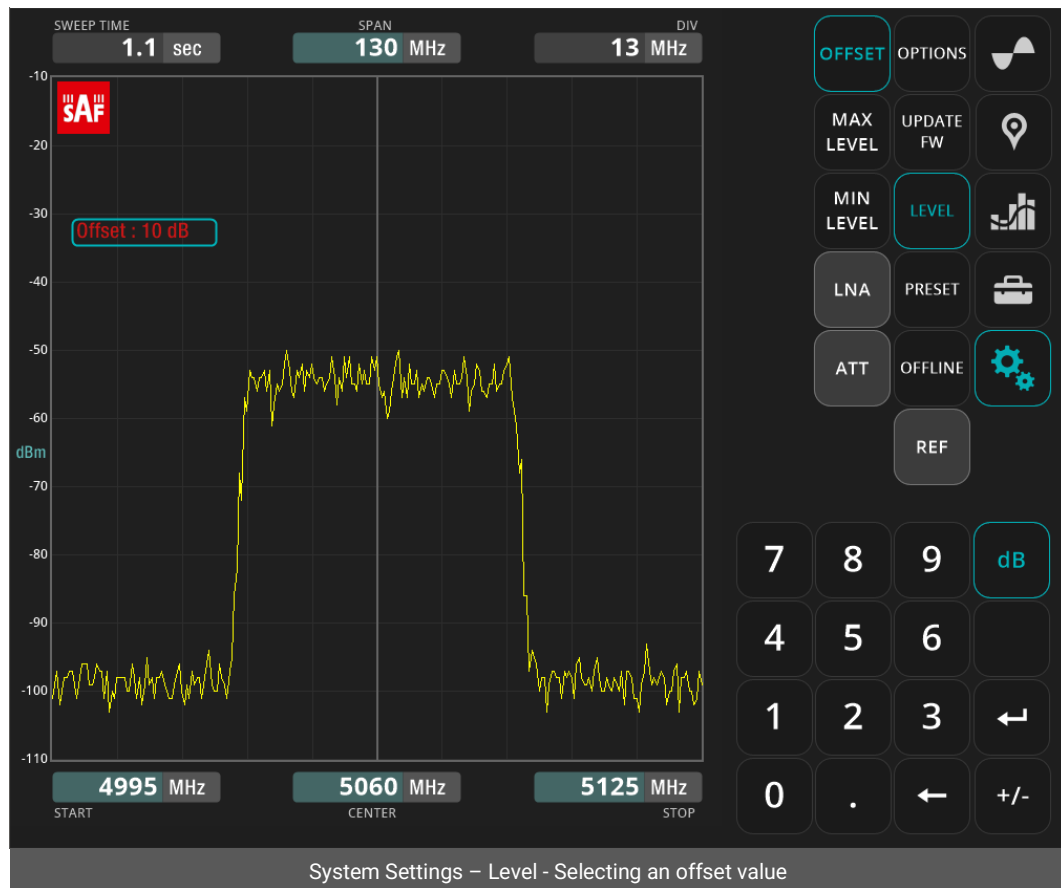 SWEEP TIME SPAN DIV
1.1 sec 130 MHz 13 MHz
-10
-20
-30
-40
-50
-60
dBm
-70
-80
-90
-100
-110
SAF
Offset : 10 dB
4995 MHz 5060 MHz 5125 MHz
START CENTER STOP
OFFSET OPTIONS
MAX LEVEL UPDATE FW
MIN LEVEL LEVEL
LNA PRESET
ATT OFFLINE
REF
7 8 9 dB
4 5 6
1 2 3
0 . +/-
System Settings – Level - Selecting an offset value